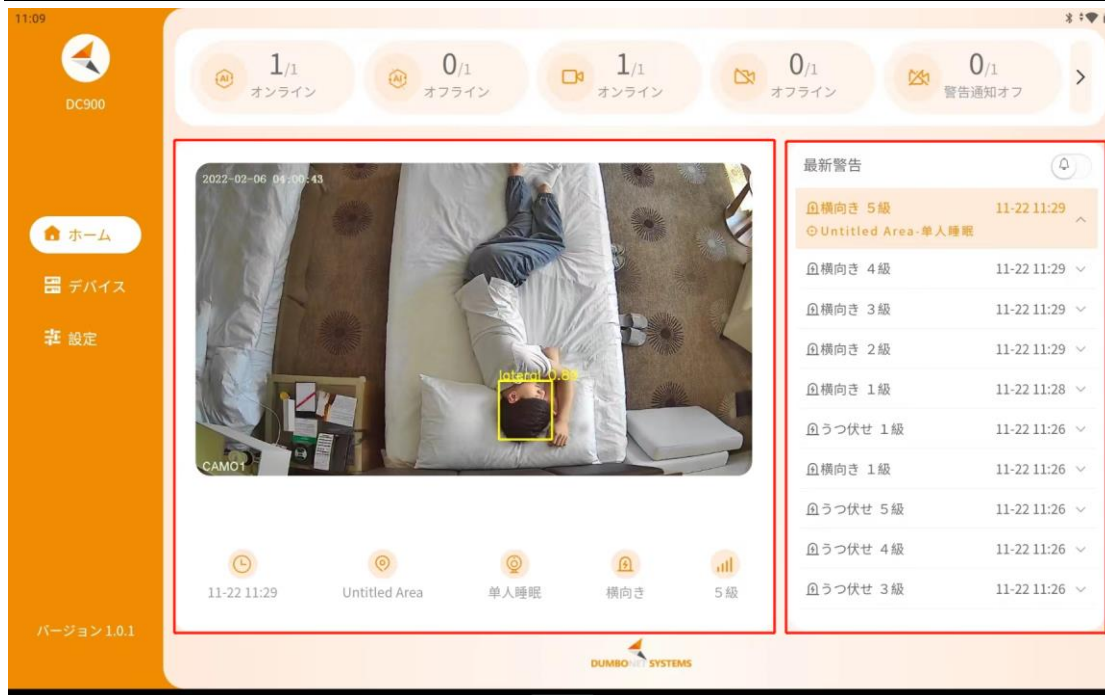 11:09
DC900
1/1
オンライン
0/1
オフライン
1/1
オンライン
0/1
オフライン
0/1
警告通知オフ
ホーム
デバイス
設定
バージョン 1.0.1
2022-02-06 04:00:43
lateral 0.89
CAM01
11-22 11:29
Untitled Area
单人睡眠
横向き
5級
最新警告
横向き 5級 11-22 11:29
Untitled Area-单人睡眠
横向き 4級 11-22 11:29
横向き 3級 11-22 11:29
横向き 2級 11-22 11:29
横向き 1級 11-22 11:28
うつ伏せ 1級 11-22 11:26
横向き 1級 11-22 11:26
うつ伏せ 5級 11-22 11:26
うつ伏せ 4級 11-22 11:26
うつ伏せ 3級 11-22 11:26
DUMBONET SYSTEMS